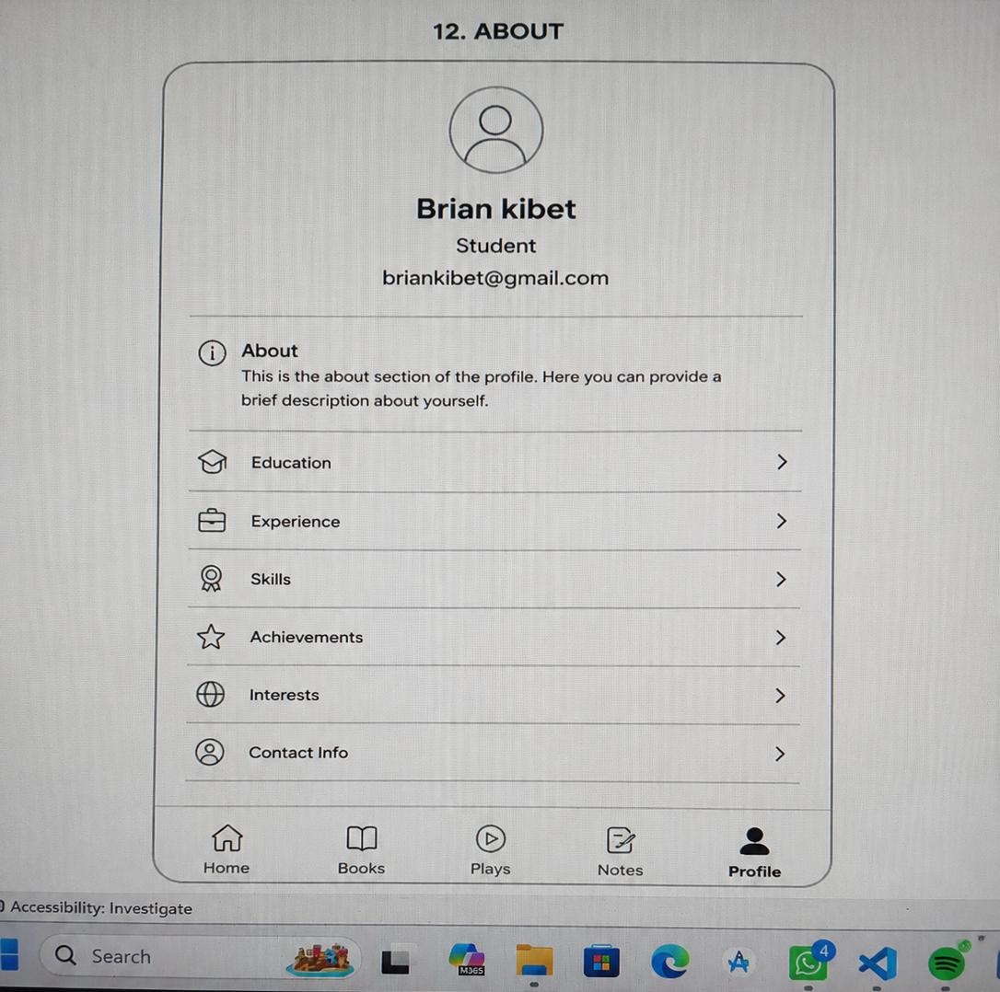 12. ABOUT
Brian kibet
Student
briankibet@gmail.com
About
This is the about section of the profile. Here you can provide a
brief description about yourself.
Education
Experience
Skills
Achievements
Interests
Contact Info
Home
Books
Plays
Notes
Profile
Accessibility: Investigate
Search
M365
4